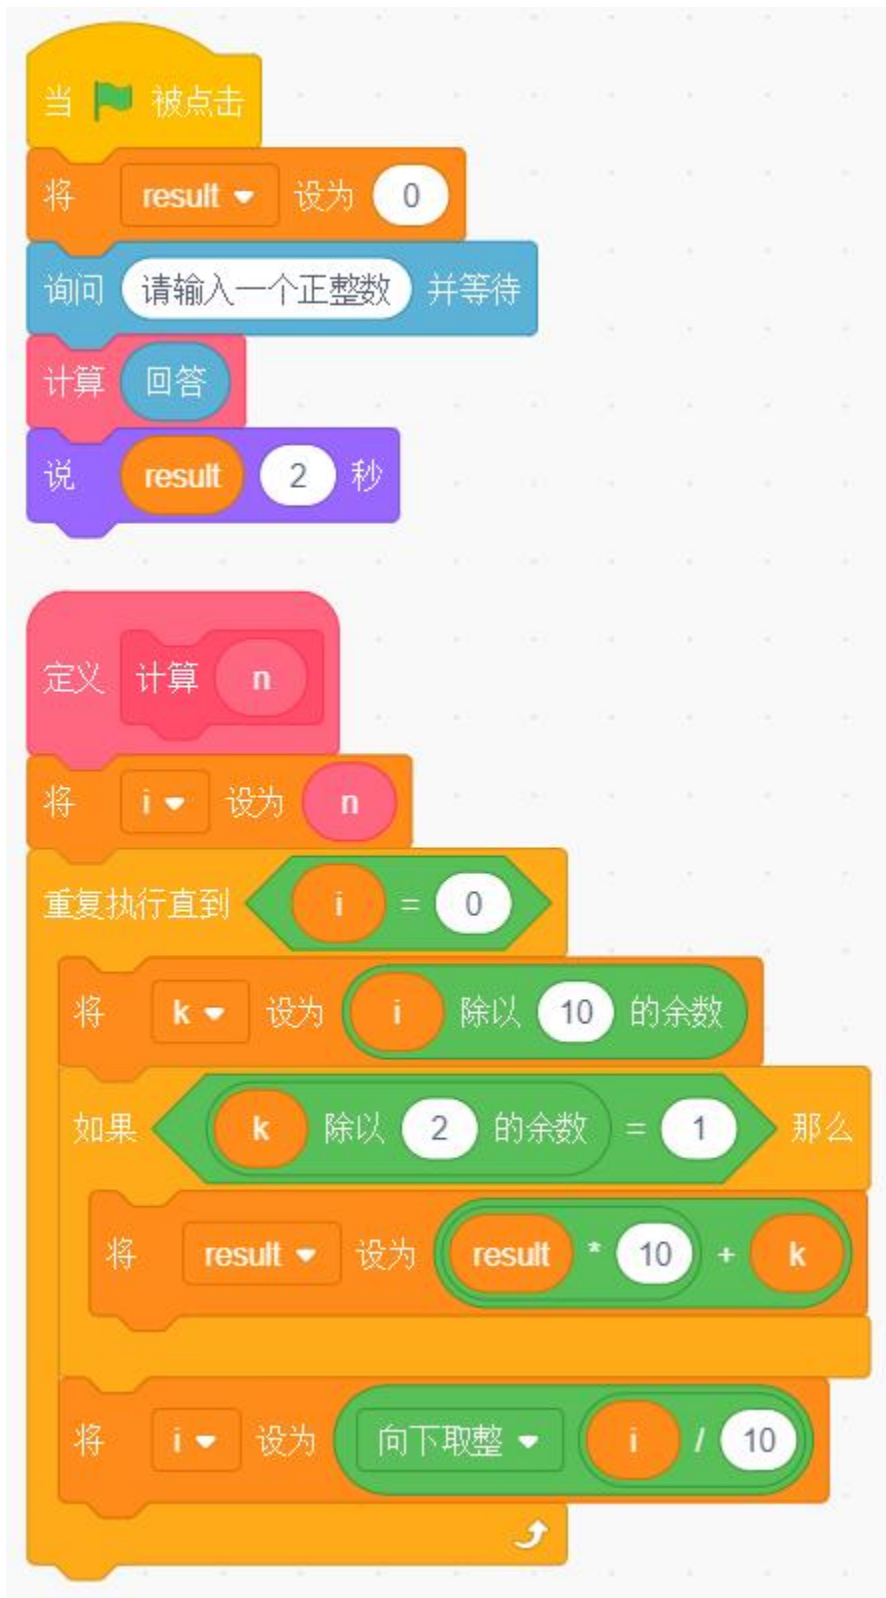 当 被点击
将 result 设为 0
询问 请输入一个正整数 并等待
计算 回答
说 result 2 秒
定义 计算 n
将 i 设为 n
重复执行直到 i = 0
将 k 设为 i 除以 10 的余数
如果 k 除以 2 的余数 = 1 那么
将 result 设为 result * 10 + k
将 i 设为 向下取整 i / 10